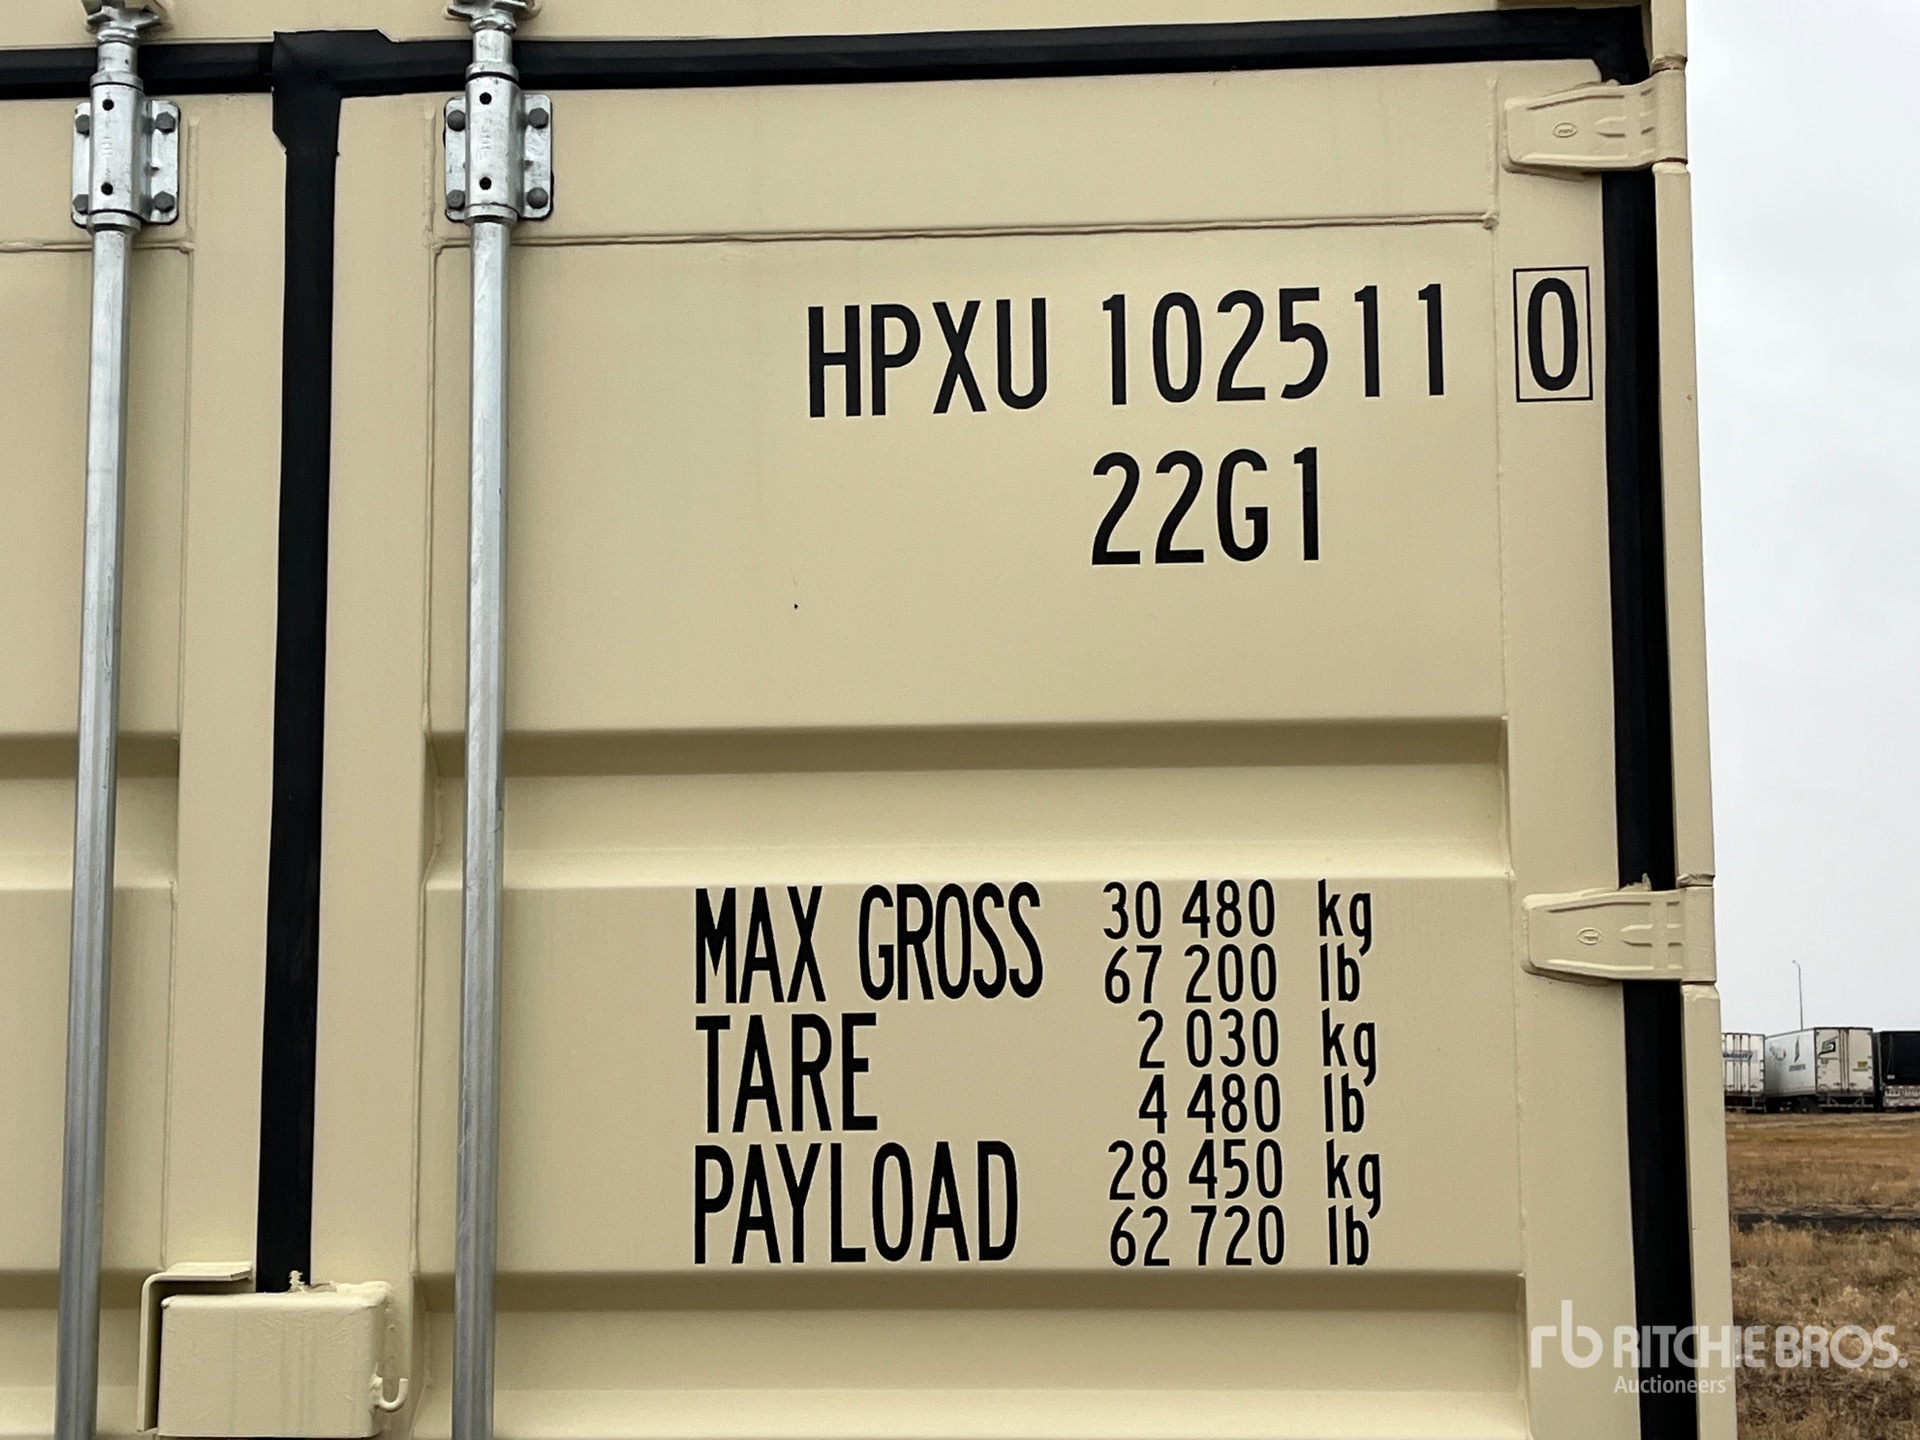 HPXU 102511 0
22G1
MAX GROSS 30 480 kg
67 200 lb
TARE 2 030 kg
4 480 lb
PAYLOAD 28 450 kg
62 720 lb
rb RITCHIE BROS.
Auctioneers